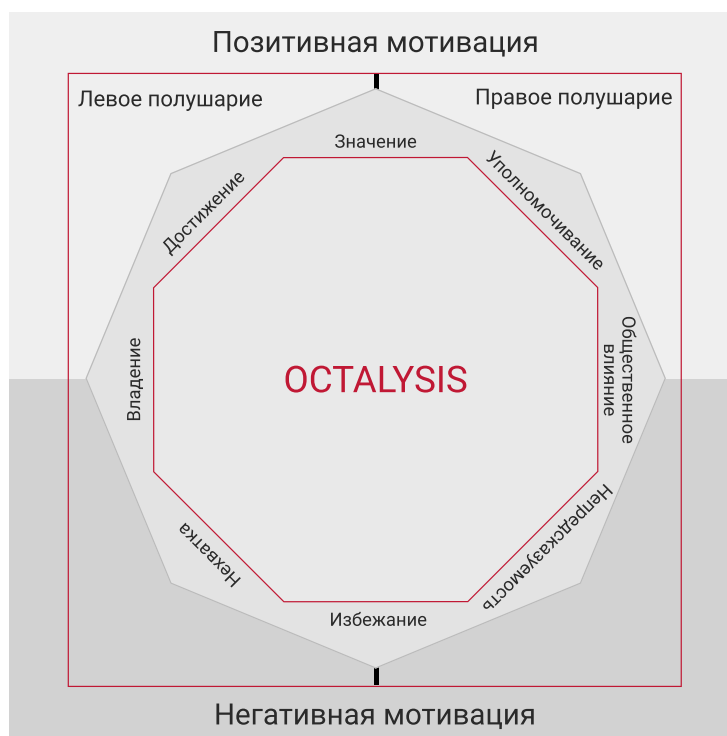 Позитивная мотивация
Левое полушарие
Правое полушарие
Значение
Достижение
Уполномочивание
Владение
OCTALYSIS
Общественное
влияние
Нехватка
Непредсказуемость
Избежание
Негативная мотивация